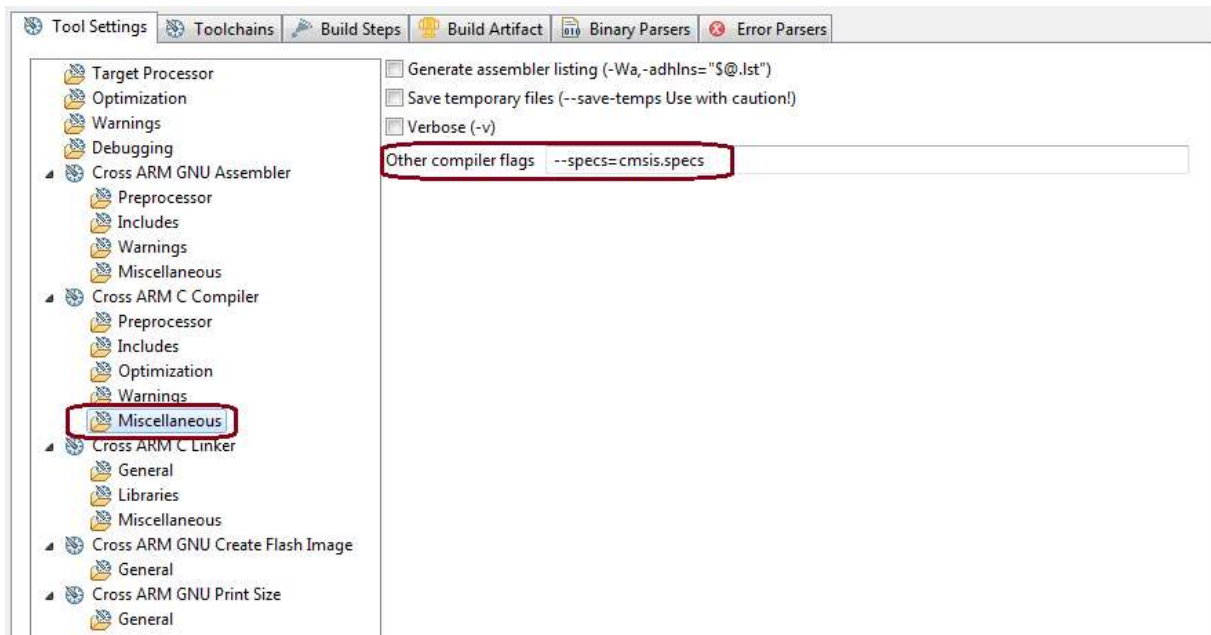 Tool Settings Toolchains Build Steps Build Artifact Binary Parsers Error Parsers
Target Processor
Optimization
Warnings
Debugging
Cross ARM GNU Assembler
Preprocessor
Includes
Warnings
Miscellaneous
Cross ARM C Compiler
Preprocessor
Includes
Optimization
Warnings
Miscellaneous
Cross ARM C Linker
General
Libraries
Miscellaneous
Cross ARM GNU Create Flash Image
General
Cross ARM GNU Print Size
General
Generate assembler listing (-Wa,-adhlns="$@.lst")
Save temporary files (--save-temps Use with caution!)
Verbose (-v)
Other compiler flags --specs=cmsis.specs